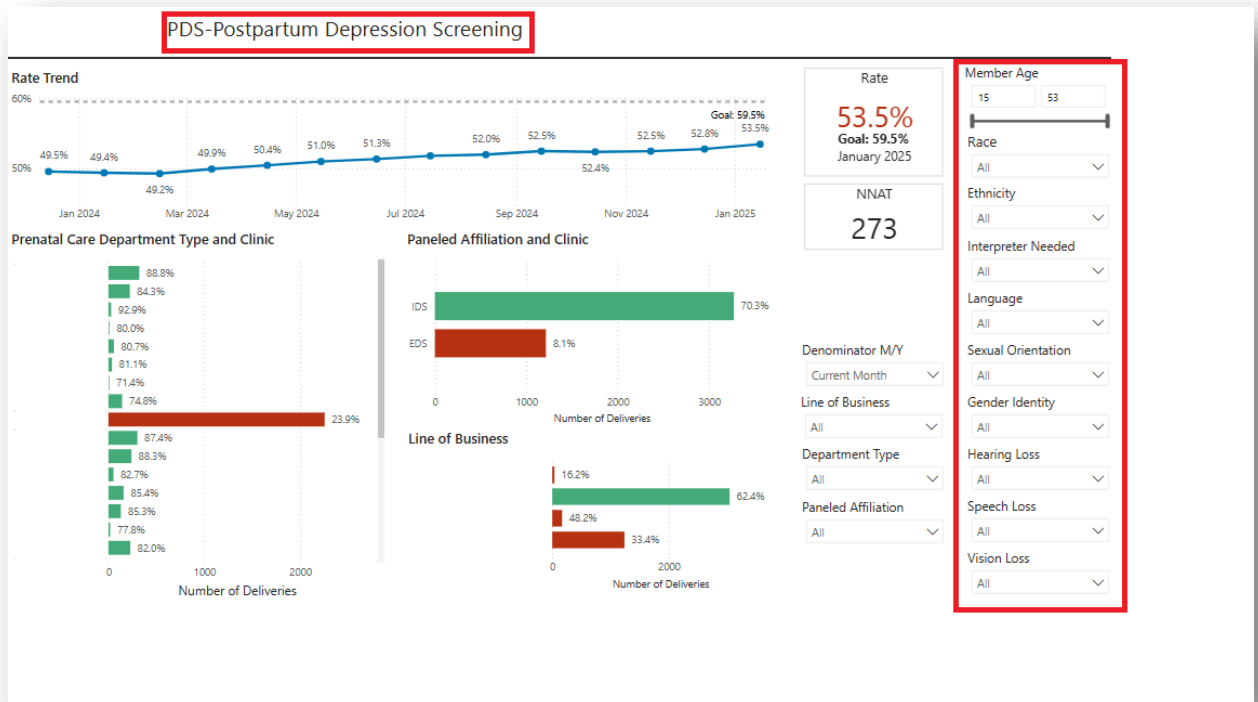 PDS-Postpartum Depression Screening
Rate Trend
60%
50%
Goal: 59.5%
49.5%
49.4%
49.2%
49.9%
50.4%
51.0%
51.3%
52.0%
52.5%
52.4%
52.5%
52.8%
53.5%
Jan 2024
Mar 2024
May 2024
Jul 2024
Sep 2024
Nov 2024
Jan 2025
Rate
53.5%
Goal: 59.5%
January 2025
NNAT
273
Prenatal Care Department Type and Clinic
88.8%
84.3%
92.9%
80.0%
80.7%
81.1%
71.4%
74.8%
23.9%
87.4%
88.3%
82.7%
85.4%
85.3%
77.8%
82.0%
0
1000
2000
Number of Deliveries
Paneled Affiliation and Clinic
IDS
70.3%
EDS
8.1%
0
1000
2000
3000
Number of Deliveries
Line of Business
16.2%
62.4%
48.2%
33.4%
0
2000
Number of Deliveries
Denominator M/Y
Current Month
Line of Business
All
Department Type
All
Paneled Affiliation
All
Member Age
15
53
Race
All
Ethnicity
All
Interpreter Needed
All
Language
All
Sexual Orientation
All
Gender Identity
All
Hearing Loss
All
Speech Loss
All
Vision Loss
All